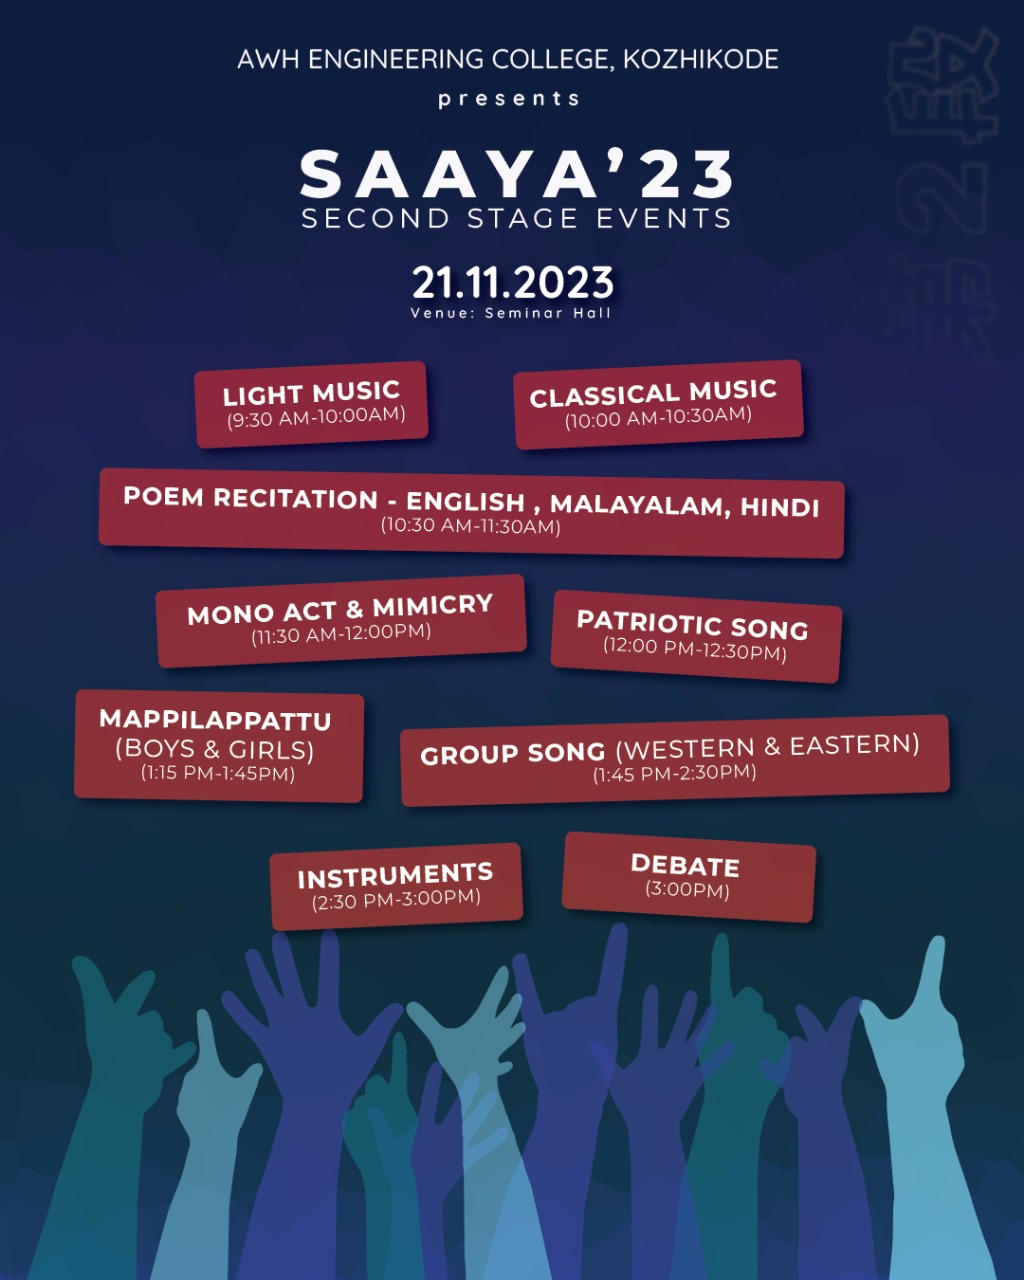 AWH ENGINEERING COLLEGE, KOZHIKODE
presents
SAAYA’23
SECOND STAGE EVENTS
21.11.2023
Venue: Seminar Hall
LIGHT MUSIC
(9:30 AM-10:00AM)
CLASSICAL MUSIC
(10:00 AM-10:30AM)
POEM RECITATION - ENGLISH , MALAYALAM, HINDI
(10:30 AM-11:30AM)
MONO ACT & MIMICRY
(11:30 AM-12:00PM)
PATRIOTIC SONG
(12:00 PM-12:30PM)
MAPPILAPPATTU
(BOYS & GIRLS)
(1:15 PM-1:45PM)
GROUP SONG (WESTERN & EASTERN)
(1:45 PM-2:30PM)
INSTRUMENTS
(2:30 PM-3:00PM)
DEBATE
(3:00PM)